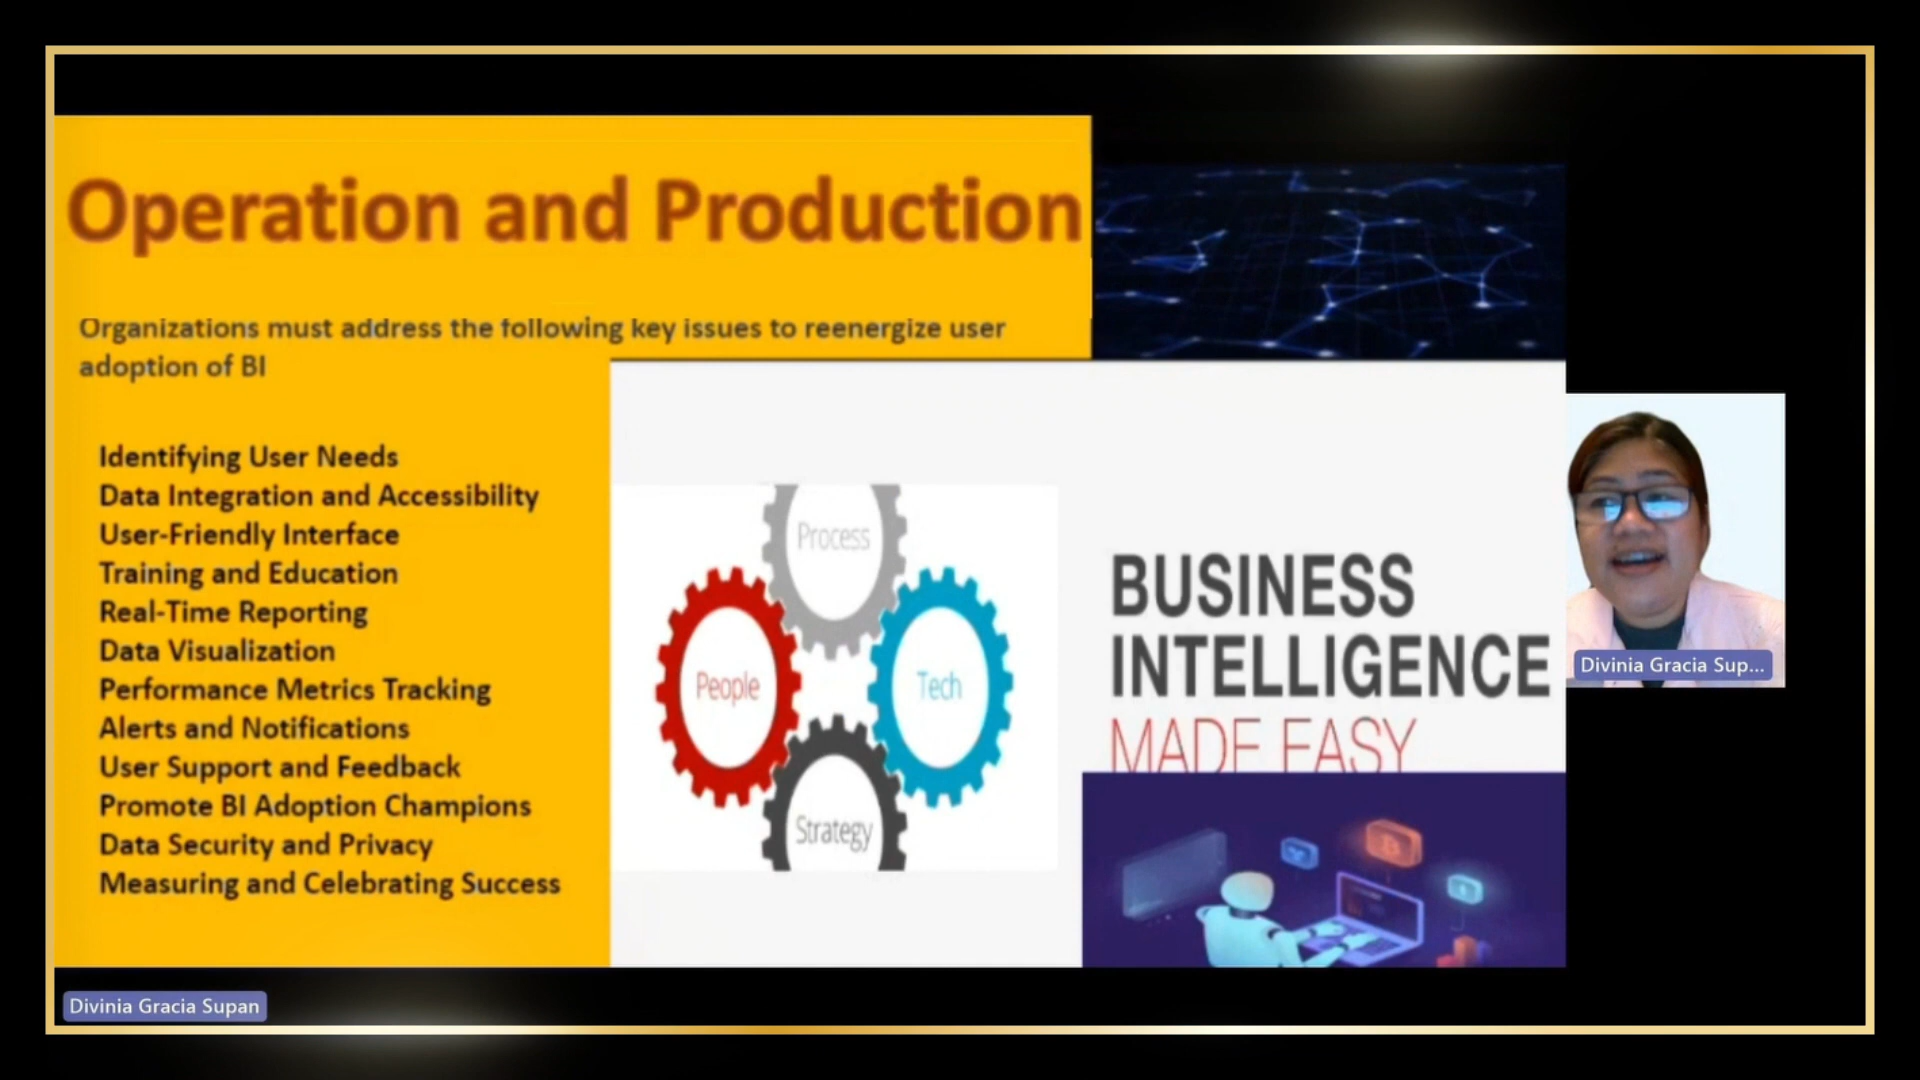 Operation and Production
Organizations must address the following key issues to reenergize user
adoption of BI
Identifying User Needs
Data Integration and Accessibility
User-Friendly Interface
Training and Education
Real-Time Reporting
Data Visualization
Performance Metrics Tracking
Alerts and Notifications
User Support and Feedback
Promote BI Adoption Champions
Data Security and Privacy
Measuring and Celebrating Success
Process
People
Tech
Strategy
BUSINESS
INTELLIGENCE
MADE EASY
Divinia Gracia Sup...
Divinia Gracia Supan